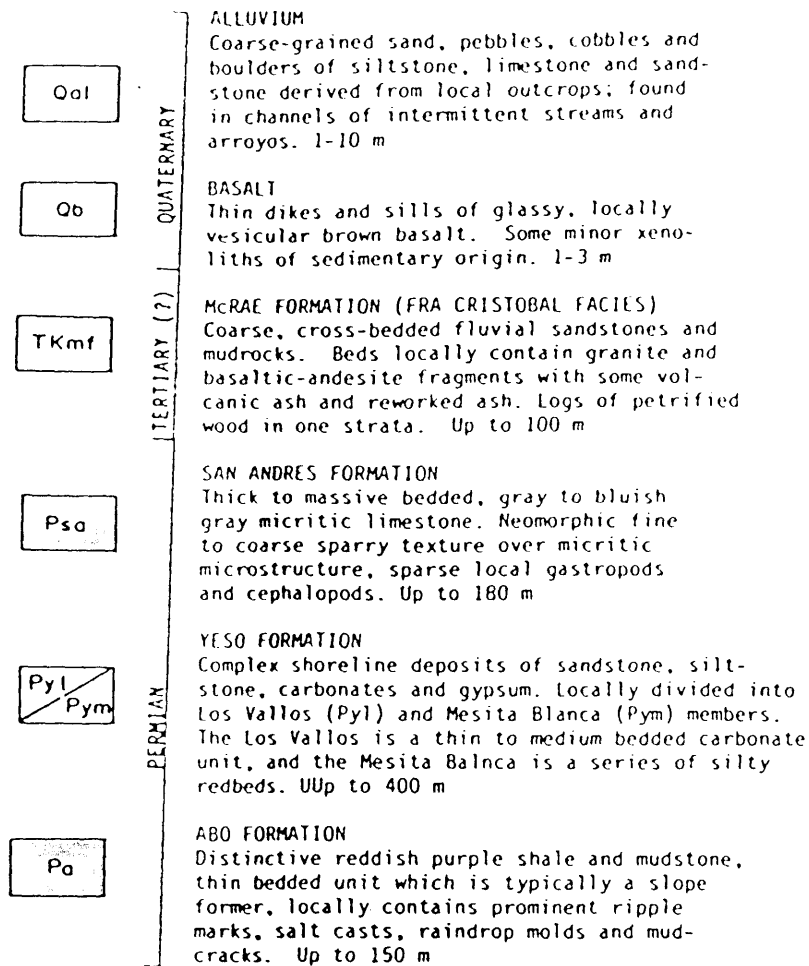 ALLUVIUM
Coarse-grained sand, pebbles, cobbles and
boulders of siltstone, limestone and sand-
stone derived from local outcrops; found
in channels of intermittent streams and
arroyos. 1-10 m
Qal
QUATERNARY
BASALT
Thin dikes and sills of glassy, locally
vesicular brown basalt. Some minor xeno-
liths of sedimentary origin. 1-3 m
Qb
McRAE FORMATION (FRA CRISTOBAL FACIES)
Coarse, cross-bedded fluvial sandstones and
mudrocks. Beds locally contain granite and
basaltic-andesite fragments with some vol-
canic ash and reworked ash. Logs of petrified
wood in one strata. Up to 100 m
TKmf
TERTIARY (?)
SAN ANDRES FORMATION
Thick to massive bedded, gray to bluish
gray micritic limestone. Neomorphic fine
to coarse sparry texture over micritic
microstructure, sparse local gastropods
and cephalopods. Up to 180 m
Psa
YESO FORMATION
Complex shoreline deposits of sandstone, silt-
stone, carbonates and gypsum. Locally divided into
Los Vallos (Pyl) and Mesita Blanca (Pym) members.
The Los Vallos is a thin to medium bedded carbonate
unit, and the Mesita Balnca is a series of silty
redbeds. UUp to 400 m
Pyl
Pym
PERMIAN
ABO FORMATION
Distinctive reddish purple shale and mudstone,
thin bedded unit which is typically a slope
former, locally contains prominent ripple
marks, salt casts, raindrop molds and mud-
cracks. Up to 150 m
Pa